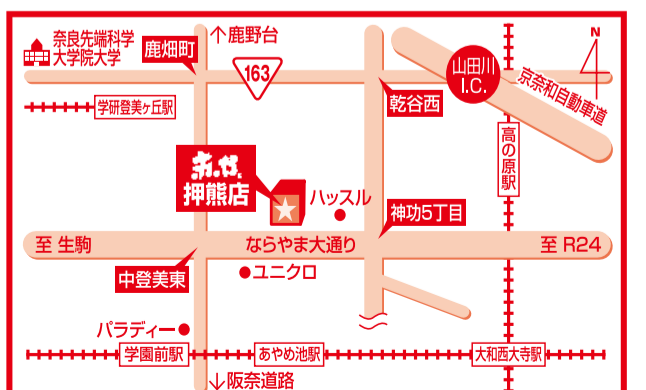 奈良先端科学
大学院大学
鹿畑町
↑鹿野台
163
山田川
I.C.
N
京奈和自動車道
乾谷西
学研登美ヶ丘駅
高の原駅
押熊店
ハッスル
神功5丁目
至 生駒
ならやま大通り
至 R24
中登美東
ユニクロ
パラディー
学園前駅
あやめ池駅
大和西大寺駅
↓阪奈道路